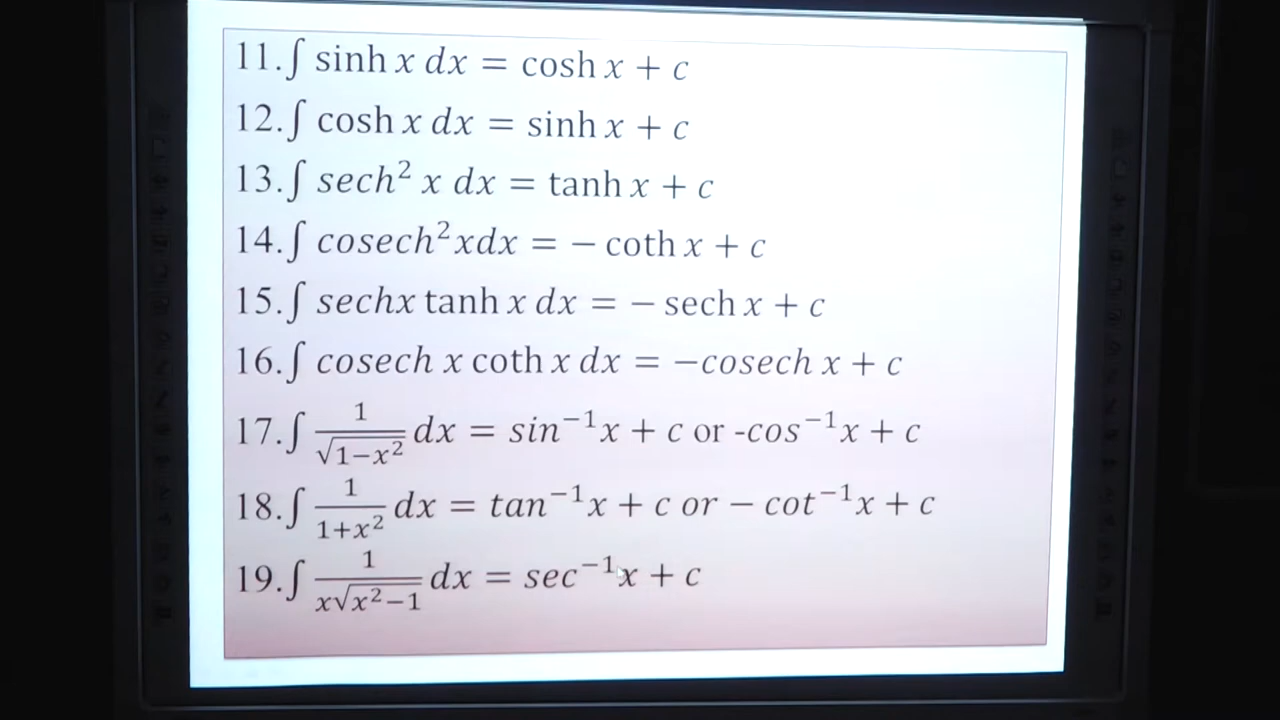 11.∫ sinh x dx = cosh x + c
12.∫ cosh x dx = sinh x + c
13.∫ sech² x dx = tanh x + c
14.∫ cosech²xdx = − coth x + c
15.∫ sechx tanh x dx = − sech x + c
16.∫ cosech x coth x dx = −cosech x + c
17.∫ 1/√(1−x²) dx = sin⁻¹x + c or -cos⁻¹x + c
18.∫ 1/(1+x²) dx = tan⁻¹x + c or − cot⁻¹x + c
19.∫ 1/(x√(x²−1)) dx = sec⁻¹x + c